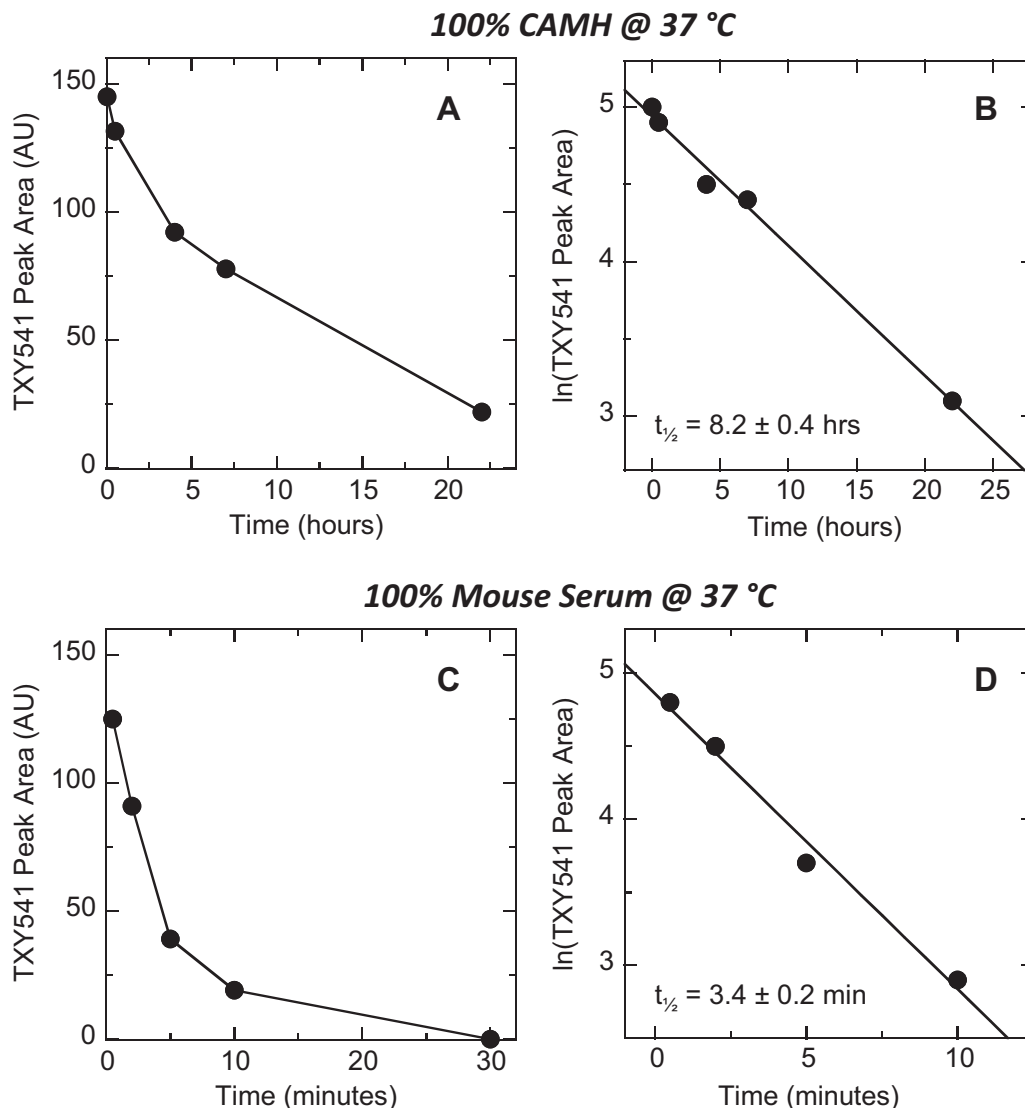 100% CAMH @ 37 °C
TXY541 Peak Area (AU)
150
100
50
0
A
0 5 10 15 20
Time (hours)
ln(TXY541 Peak Area)
5
4
3
B
t½ = 8.2 ± 0.4 hrs
0 5 10 15 20 25
Time (hours)
100% Mouse Serum @ 37 °C
TXY541 Peak Area (AU)
150
100
50
0
C
0 10 20 30
Time (minutes)
ln(TXY541 Peak Area)
5
4
3
D
t½ = 3.4 ± 0.2 min
0 5 10
Time (minutes)